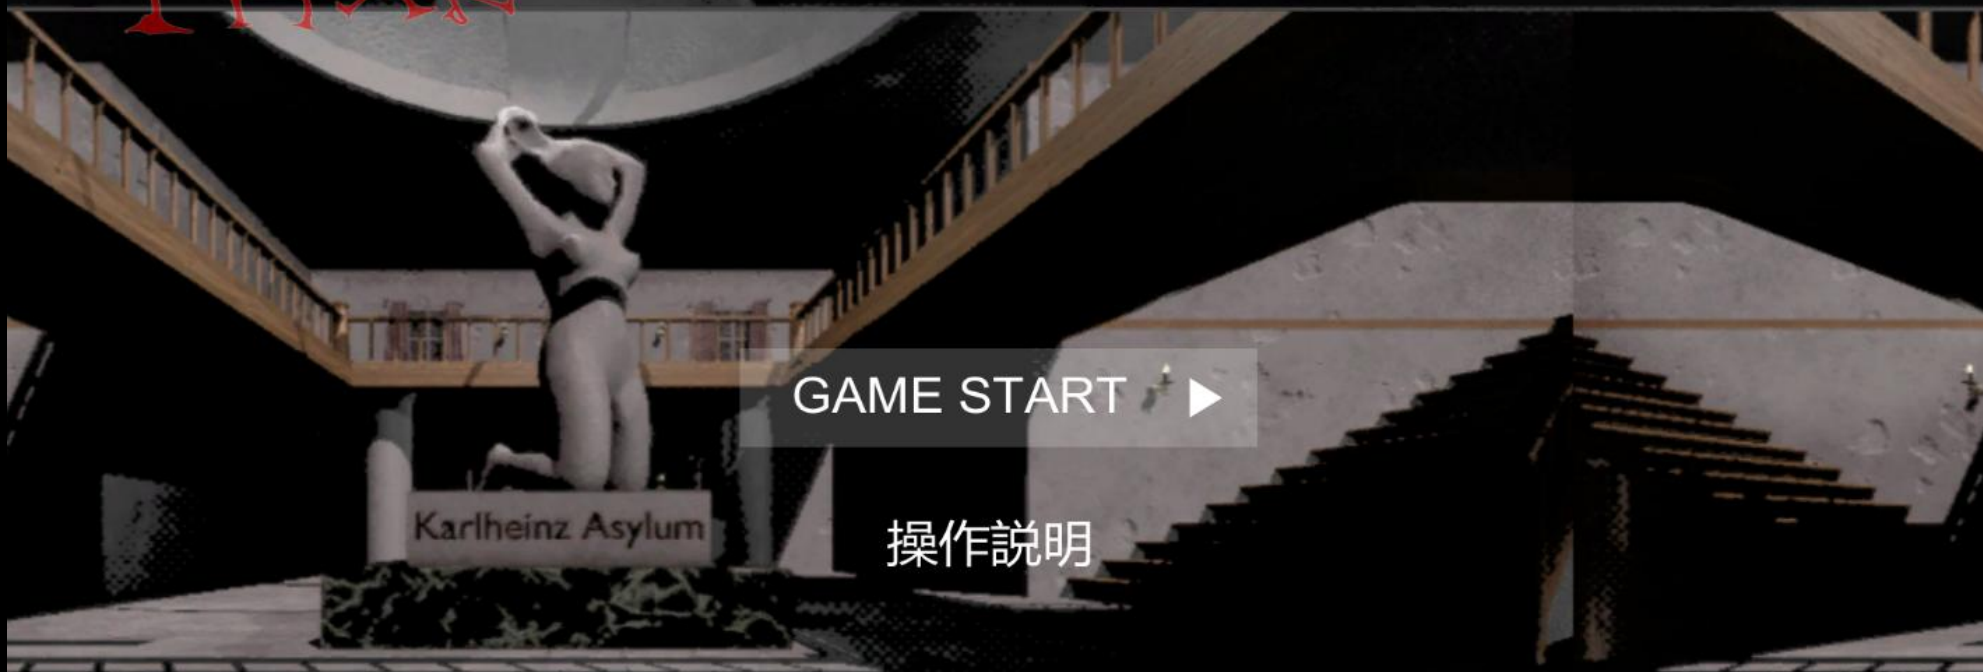 GAME START ▶
Karlheinz Asylum
操作説明